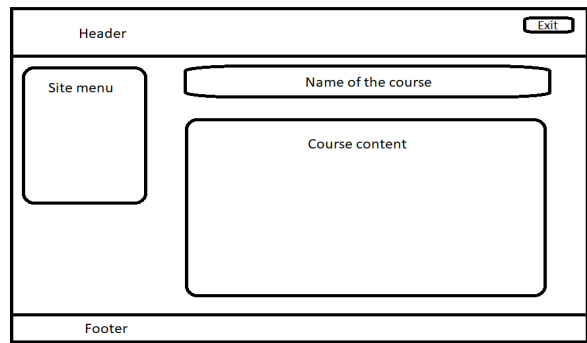 Header
Exit
Site menu
Name of the course
Course content
Footer